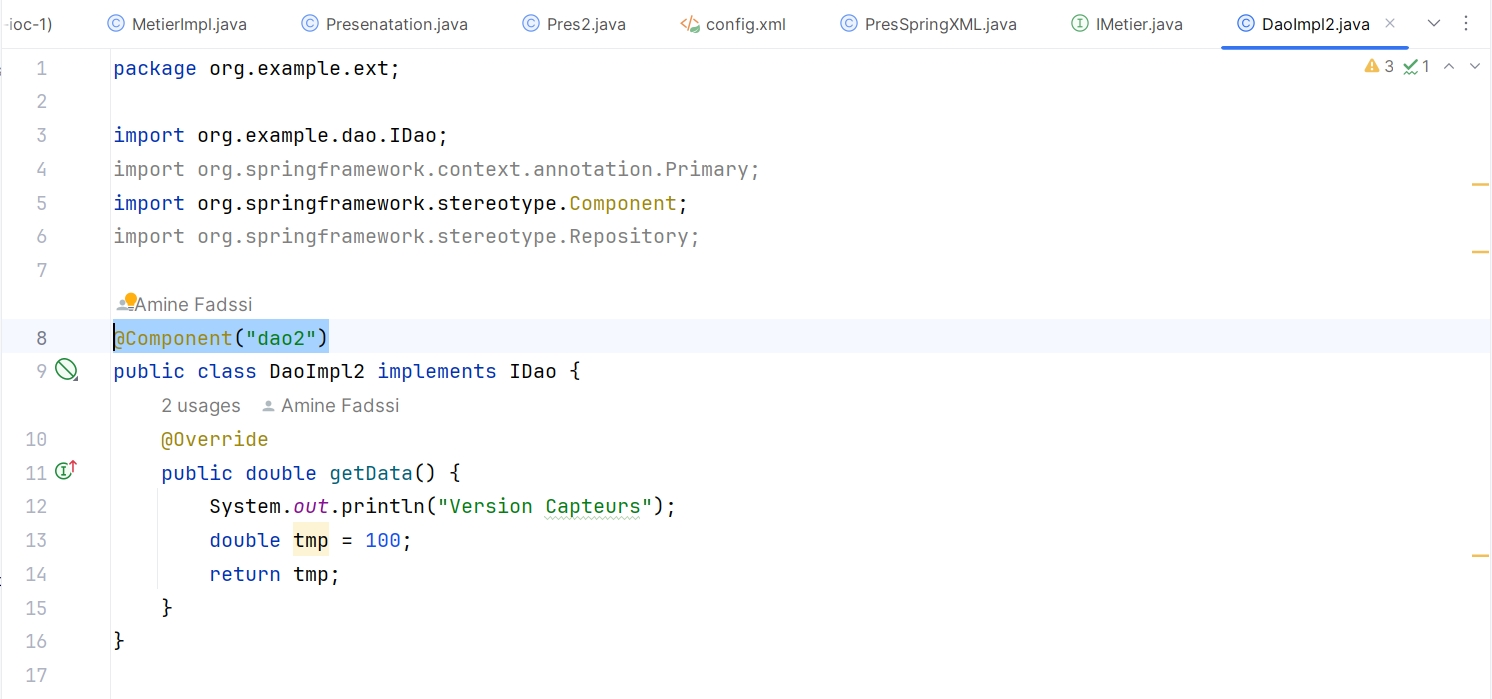 -ioc-1) MetierImpl.java Presenatation.java Pres2.java config.xml PresSpringXML.java IMetier.java DaoImpl2.java
3 1
1 package org.example.ext;
2
3 import org.example.dao.IDao;
4 import org.springframework.context.annotation.Primary;
5 import org.springframework.stereotype.Component;
6 import org.springframework.stereotype.Repository;
7
Amine Fadssi
8 @Component("dao2")
9 public class DaoImpl2 implements IDao {
2 usages Amine Fadssi
10 @Override
11 public double getData() {
12 System.out.println("Version Capteurs");
13 double tmp = 100;
14 return tmp;
15 }
16 }
17